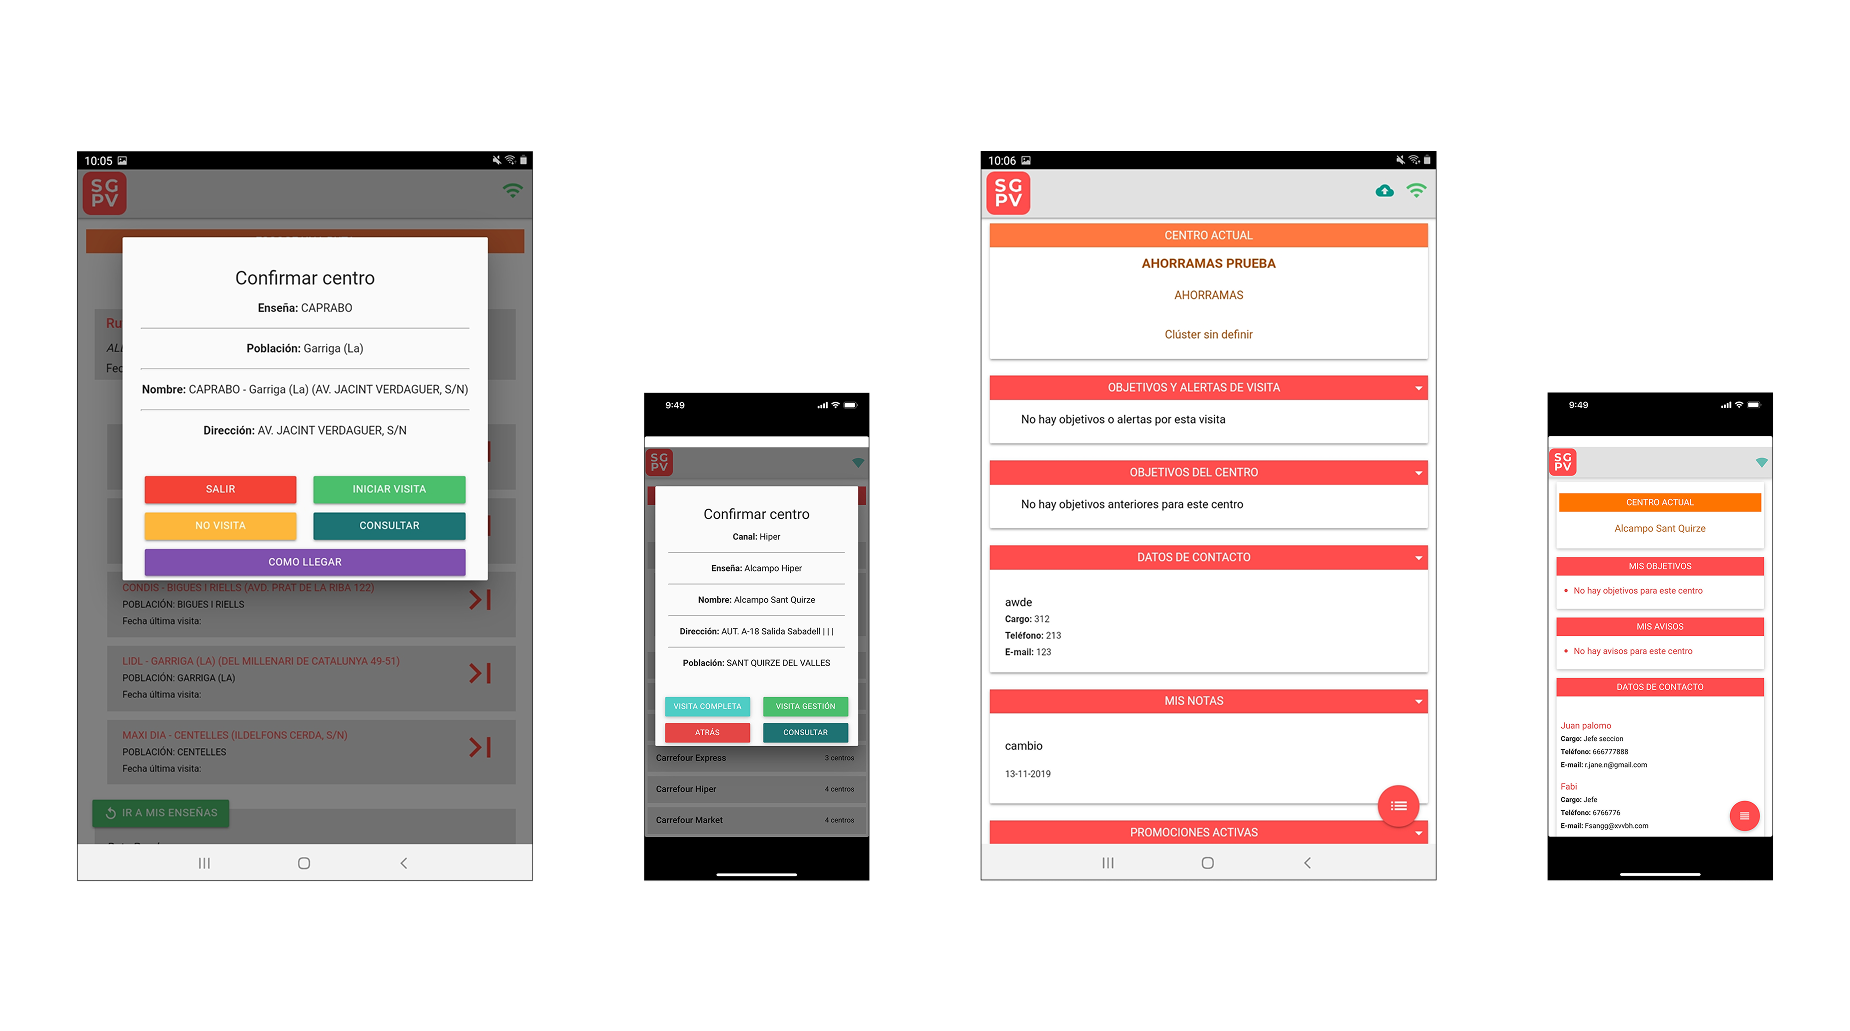 10:05
SG
PV
Confirmar centro
Enseña: CAPRABO
Población: Garriga (La)
Nombre: CAPRABO - Garriga (La) (AV. JACINT VERDAGUER, S/N)
Dirección: AV. JACINT VERDAGUER, S/N
SALIR
INICIAR VISITA
NO VISITA
CONSULTAR
COMO LLEGAR
Ru
Fec
CONDIS - BIGUES I RIELLS (AVD. PRAT DE LA RIBA 122)
POBLACIÓN: BIGUES I RIELLS
Fecha última visita:
LIDL - GARRIGA (LA) (DEL MILLENARI DE CATALUNYA 49-51)
POBLACIÓN: GARRIGA (LA)
Fecha última visita:
MAXI DIA - CENTELLES (ILDELFONS CERDA, S/N)
POBLACIÓN: CENTELLES
Fecha última visita:
IR A MIS ENSEÑAS
9:49
SG
PV
Confirmar centro
Canal: Hiper
Enseña: Alcampo Hiper
Nombre: Alcampo Sant Quirze
Dirección: AUT. A-18 Salida Sabadell | | |
Población: SANT QUIRZE DEL VALLES
VISITA COMPLETA
VISITA GESTIÓN
ATRÁS
CONSULTAR
Carrefour Express 3 centros
Carrefour Hiper 4 centros
Carrefour Market 4 centros
10:06
SG
PV
CENTRO ACTUAL
AHORRAMAS PRUEBA
AHORRAMAS
Clúster sin definir
OBJETIVOS Y ALERTAS DE VISITA
No hay objetivos o alertas por esta visita
OBJETIVOS DEL CENTRO
No hay objetivos anteriores para este centro
DATOS DE CONTACTO
awde
Cargo: 312
Teléfono: 213
E-mail: 123
MIS NOTAS
cambio
13-11-2019
PROMOCIONES ACTIVAS
9:49
SG
PV
CENTRO ACTUAL
Alcampo Sant Quirze
MIS OBJETIVOS
No hay objetivos para este centro
MIS AVISOS
No hay avisos para este centro
DATOS DE CONTACTO
Juan palomo
Cargo: Jefe seccion
Teléfono: 666777888
E-mail: r.jane.n@gmail.com
Fabi
Cargo: Jefe
Teléfono: 6766776
E-mail: Fsangg@xvvbh.com